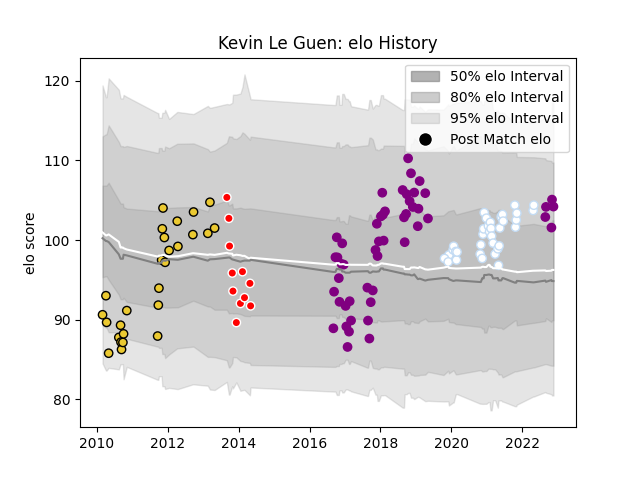 Kevin Le Guen: elo History
50% elo Interval
80% elo Interval
95% elo Interval
Post Match elo
elo score
120
110
100
90
80
2010
2012
2014
2016
2018
2020
2022